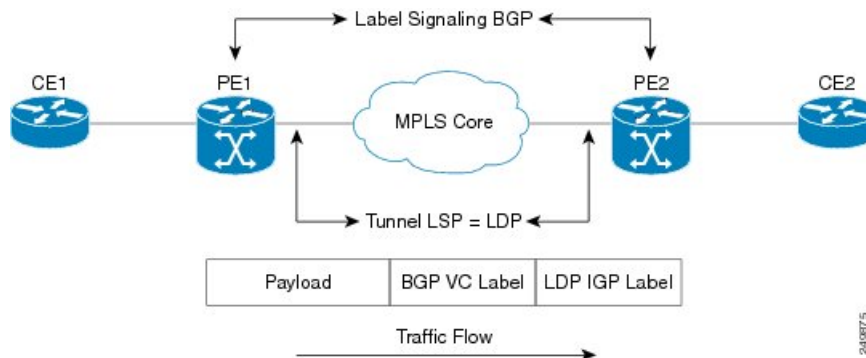 Label Signaling BGP
CE1
PE1
PE2
CE2
MPLS Core
Tunnel LSP = LDP
Payload
BGP VC Label
LDP IGP Label
Traffic Flow
249875